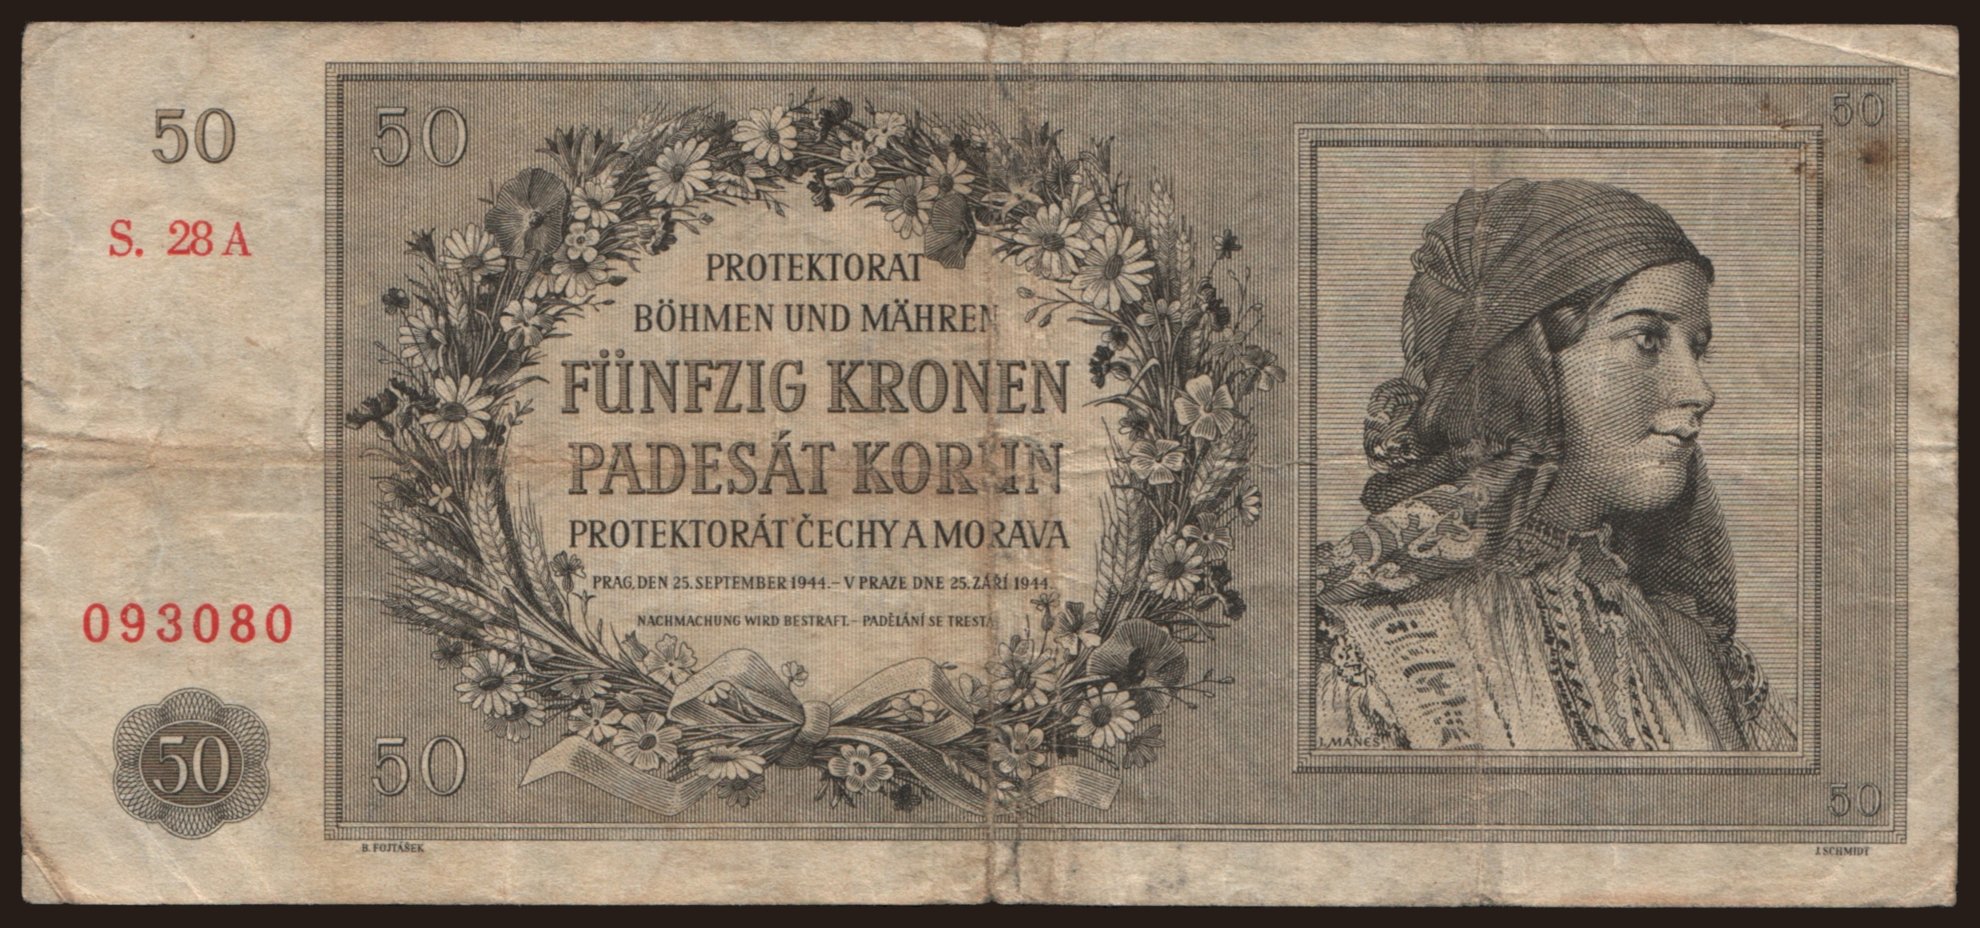 50
S. 28 A
093080
50
50
50
PROTEKTORAT
BÖHMEN UND MÄHREN
FÜNFZIG KRONEN
PADESÁT KORUN
PROTEKTORÁT ČECHY A MORAVA
PRAG, DEN 25. SEPTEMBER 1944. – V PRAZE DNE 25. ZÁŘÍ 1944.
NACHMACHUNG WIRD BESTRAFT. – PADĚLÁNÍ SE TRESTÁ
50
J. MÁNES
50
B. FOJTÁŠEK
J. SCHMIDT